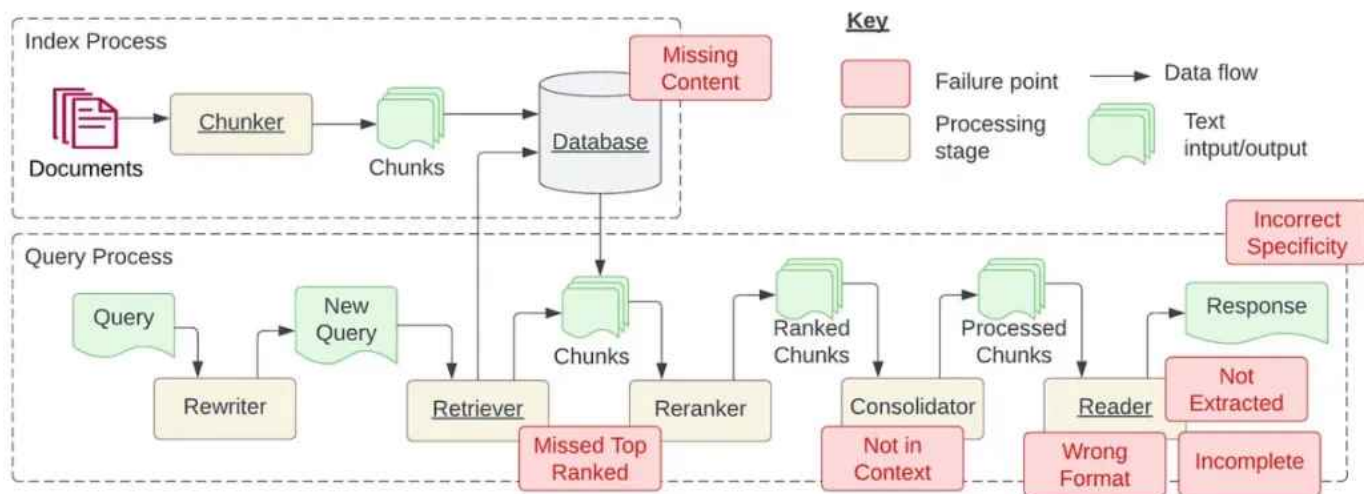 Index Process
Documents
Chunker
Chunks
Database
Missing
Content
Key
Failure point
Data flow
Processing
stage
Text
intput/output
Query Process
Incorrect
Specificity
Query
New
Query
Chunks
Ranked
Chunks
Processed
Chunks
Response
Rewriter
Retriever
Reranker
Consolidator
Reader
Missed Top
Ranked
Not in
Context
Not
Extracted
Wrong
Format
Incomplete